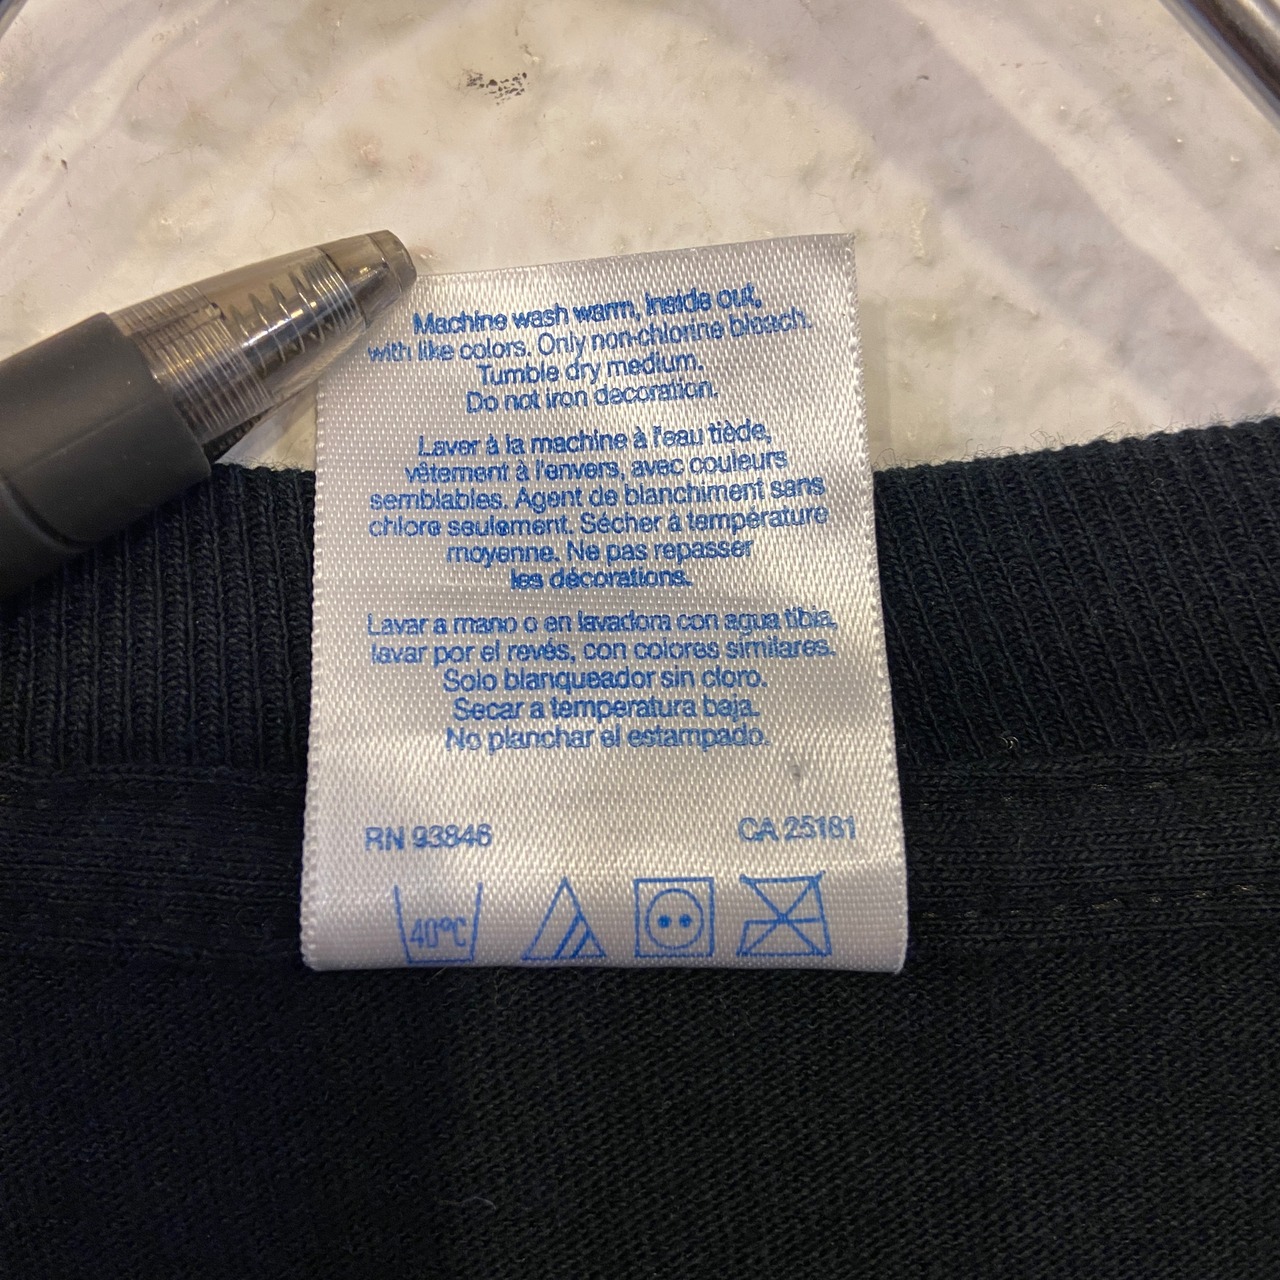 Machine wash warm, inside out,
with like colors. Only non-chlorine bleach.
Tumble dry medium.
Do not iron decoration.
Laver à la machine à l'eau tiède,
vêtement à l'envers, avec couleurs
semblables. Agent de blanchiment sans
chlore seulement. Sécher à température
moyenne. Ne pas repasser
les décorations.
Lavar a mano o en lavadora con agua tibia,
lavar por el revés, con colores similares.
Solo blanqueador sin cloro.
Secar a temperatura baja.
No planchar el estampado.
RN 93846 CA 25181
40°C